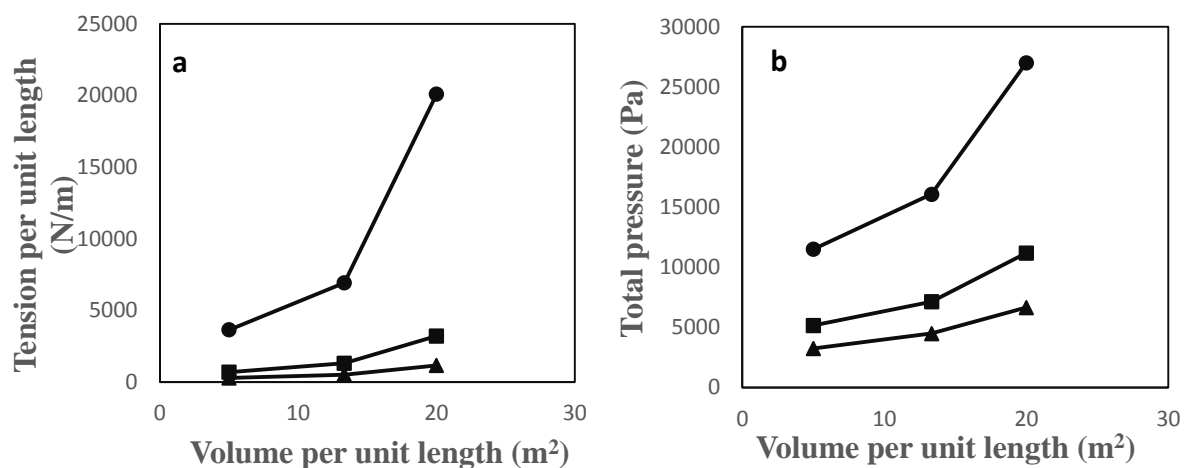 a
Tension per unit length
(N/m)
25000
20000
15000
10000
5000
0
0 10 20 30
Volume per unit length (m²)
b
Total pressure (Pa)
30000
25000
20000
15000
10000
5000
0
0 10 20 30
Volume per unit length (m²)